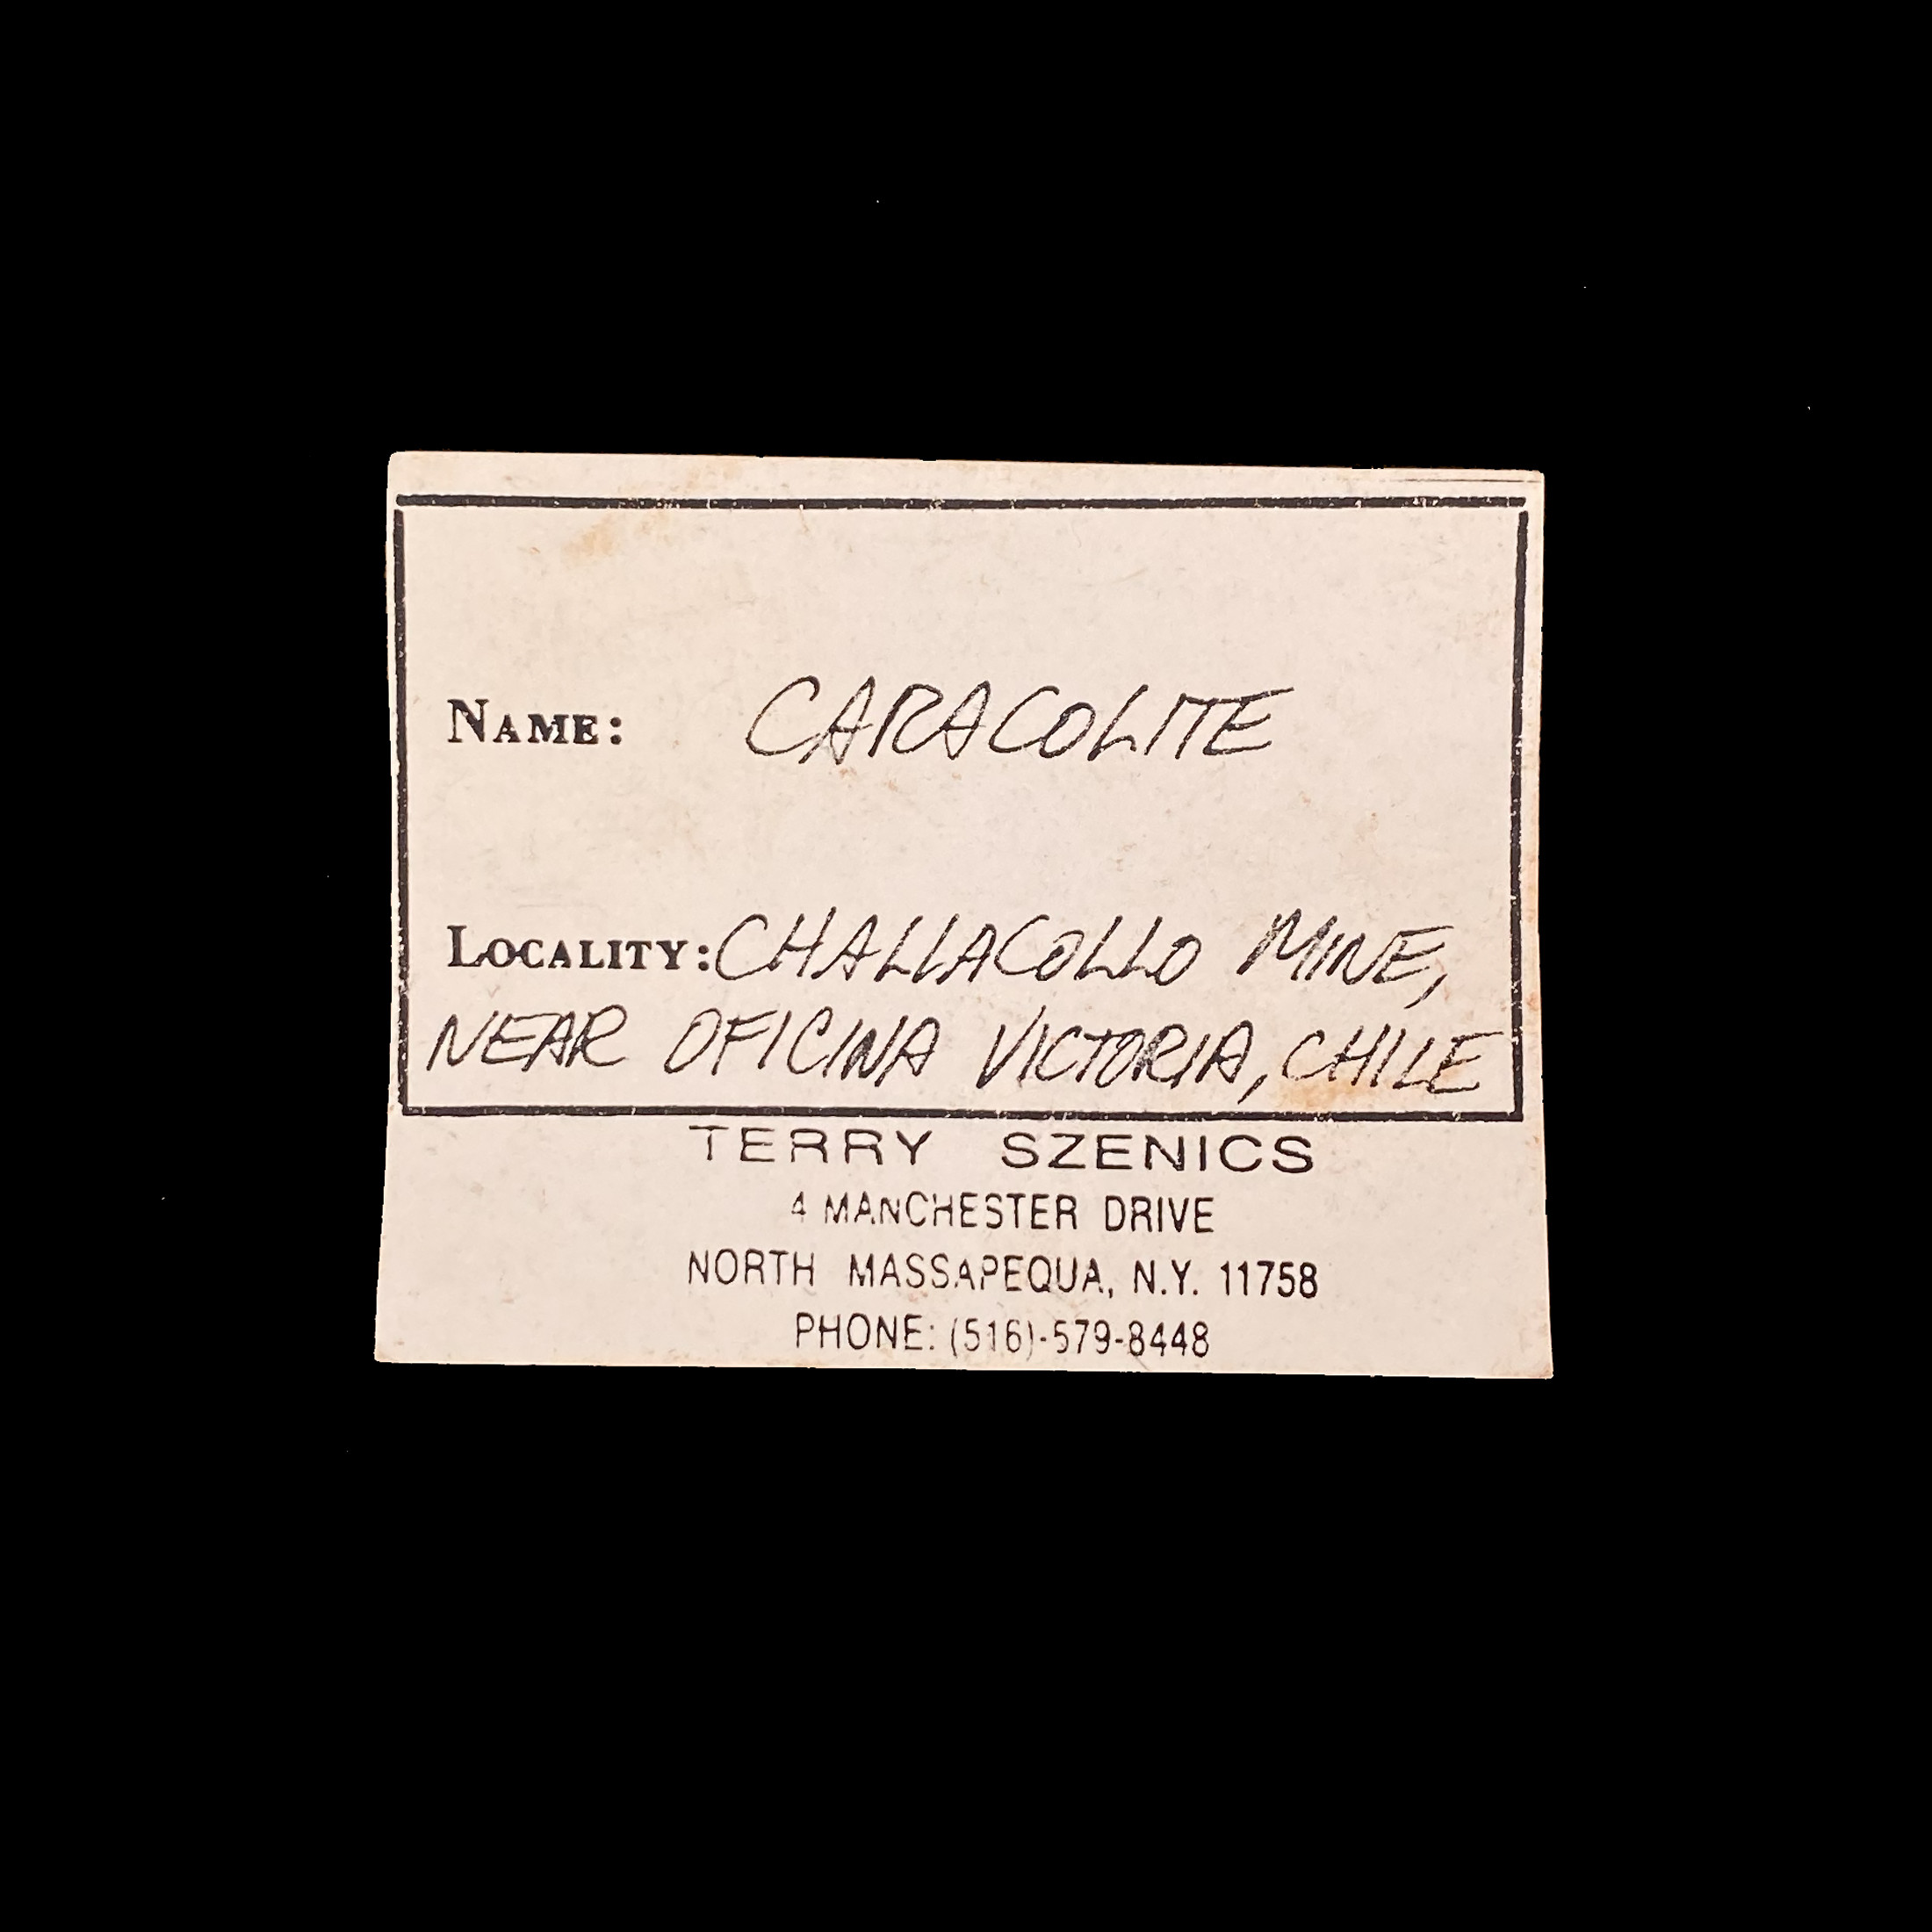 NAME: CARACOLITE
LOCALITY: CHALLACOLLO MINE,
NEAR OFICINA VICTORIA, CHILE
TERRY SZENICS
4 MANCHESTER DRIVE
NORTH MASSAPEQUA, N.Y. 11758
PHONE: (516)-579-8448